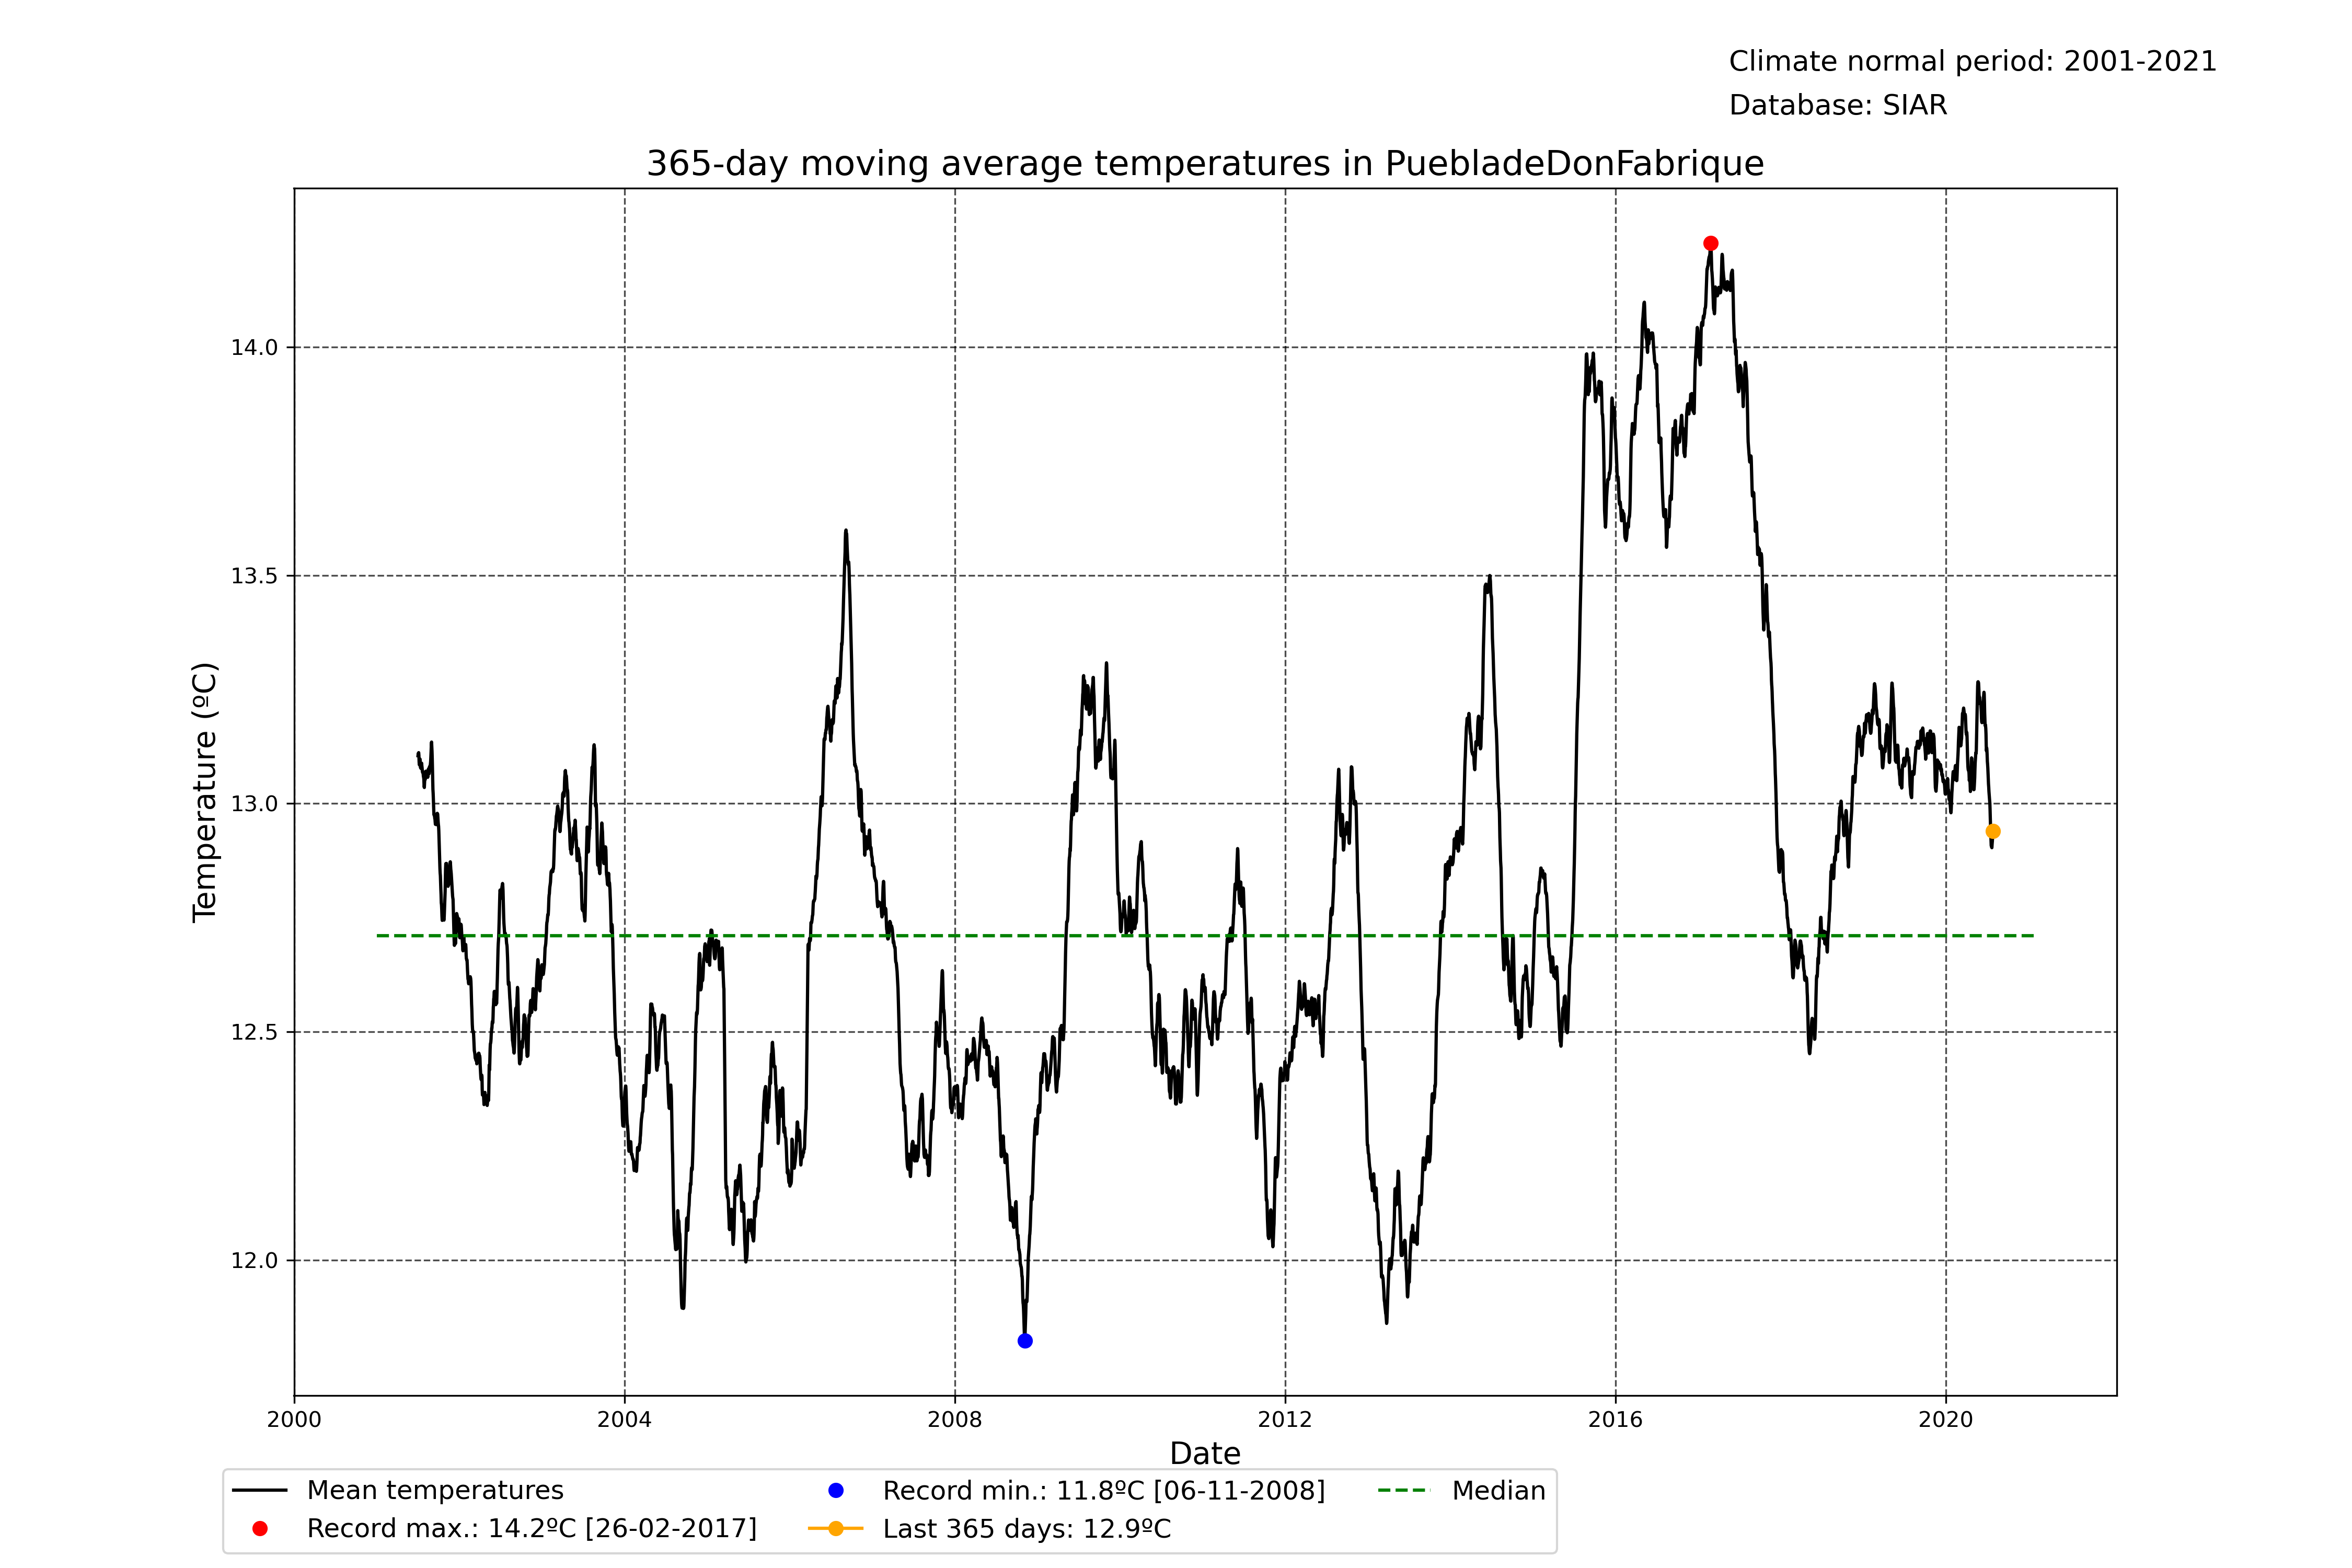 Climate normal period: 2001-2021
Database: SIAR
365-day moving average temperatures in PuebladeDonFabrique
Temperature (ºC)
14.0
13.5
13.0
12.5
12.0
2000 2004 2008 2012 2016 2020
Date
Mean temperatures
Record max.: 14.2ºC [26-02-2017]
Record min.: 11.8ºC [06-11-2008]
Last 365 days: 12.9ºC
Median